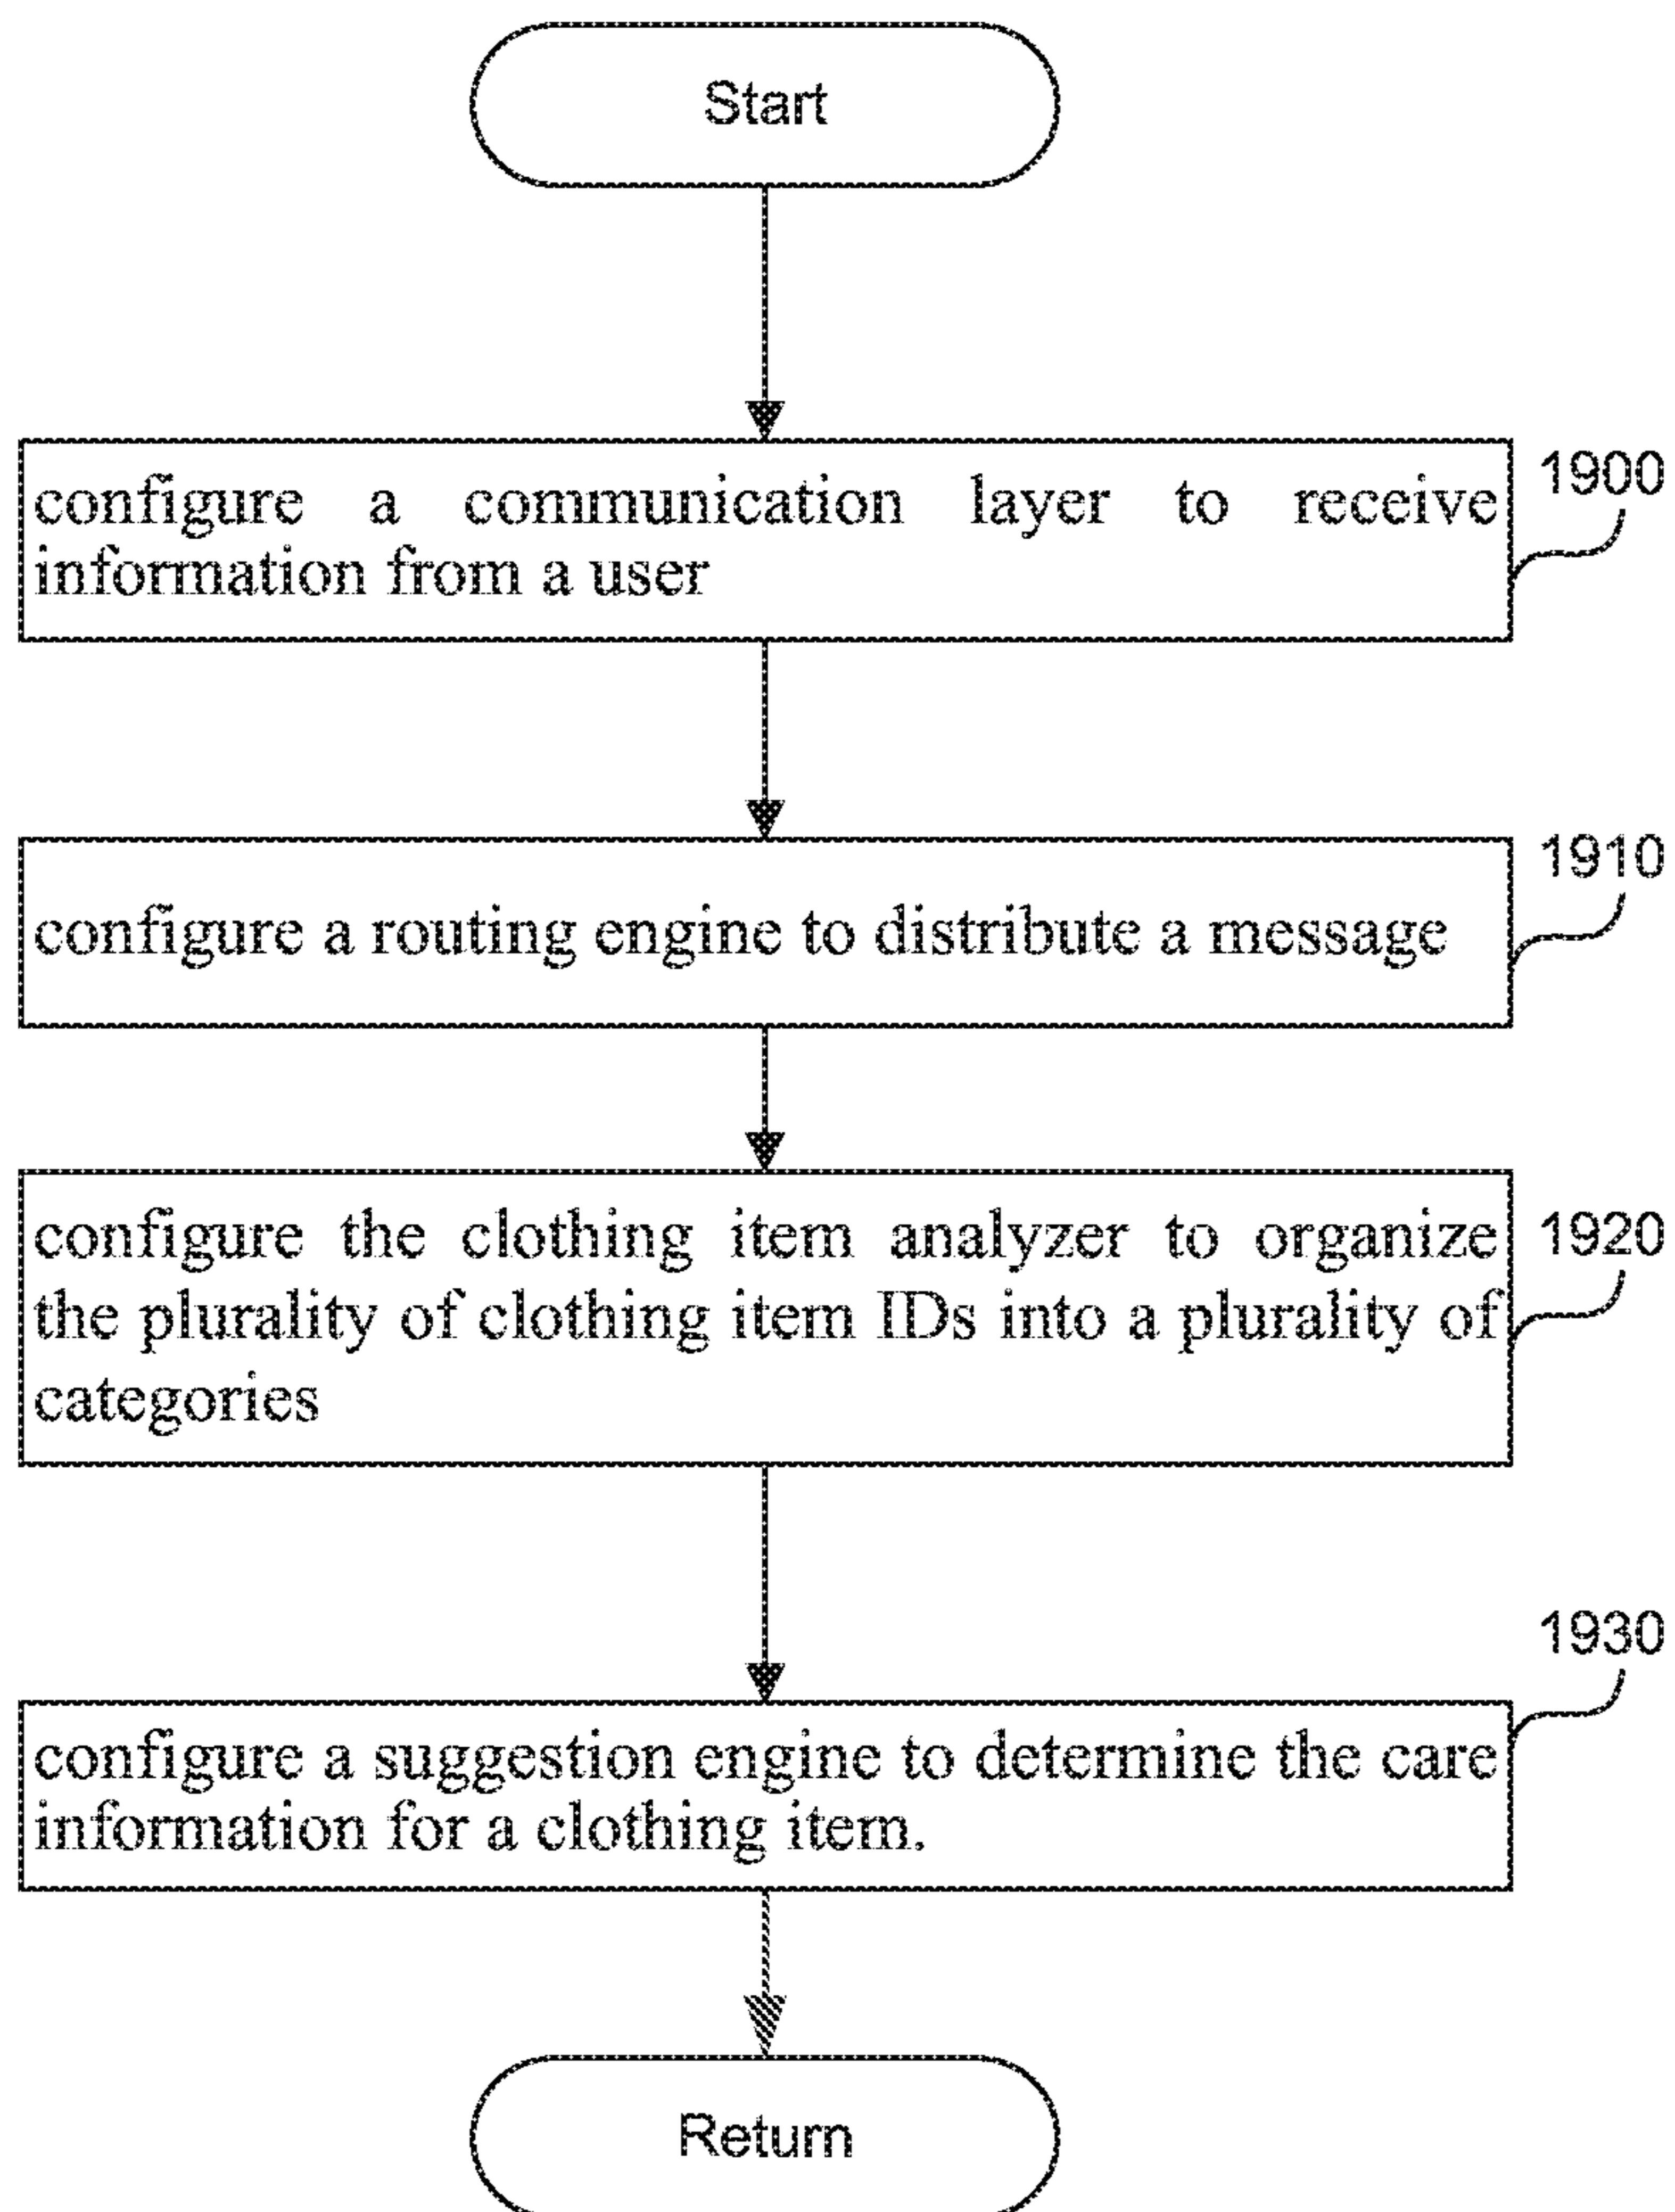 Start
configure a communication layer to receive
information from a user
1900
configure a routing engine to distribute a message
1910
configure the clothing item analyzer to organize
the plurality of clothing item IDs into a plurality of
categories
1920
configure a suggestion engine to determine the care
information for a clothing item.
1930
Return